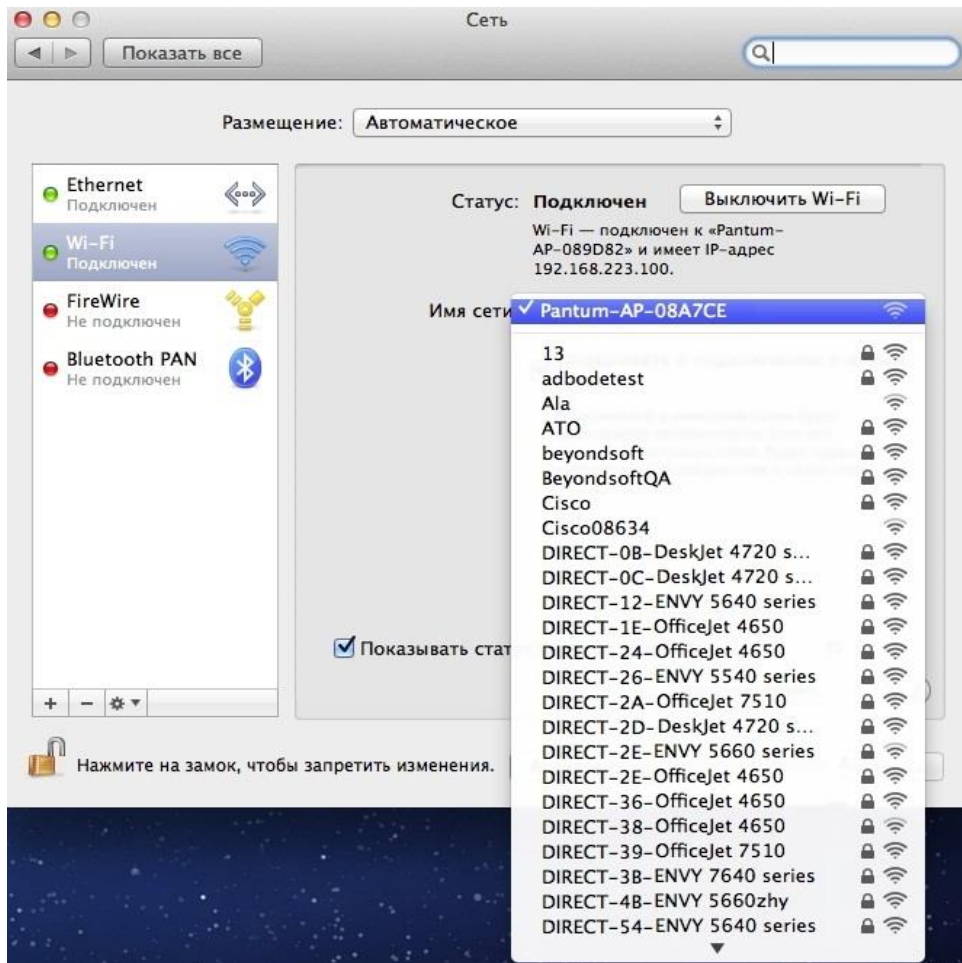 Сеть
Показать все
Размещение: Автоматическое
Ethernet
Подключен
Wi-Fi
Подключен
FireWire
Не подключен
Bluetooth PAN
Не подключен
Статус: Подключен Выключить Wi-Fi
Wi-Fi — подключен к «Pantum-
AP-089D82» и имеет IP-адрес
192.168.223.100.
Имя сети Pantum-AP-08A7CE
13
adbodetest
Ala
ATO
beyondsoft
BeyondsoftQA
Cisco
Cisco08634
DIRECT-0B-DeskJet 4720 s...
DIRECT-0C-DeskJet 4720 s...
DIRECT-12-ENVY 5640 series
DIRECT-1E-OfficeJet 4650
DIRECT-24-OfficeJet 4650
DIRECT-26-ENVY 5540 series
DIRECT-2A-OfficeJet 7510
DIRECT-2D-DeskJet 4720 s...
DIRECT-2E-ENVY 5660 series
DIRECT-2E-OfficeJet 4650
DIRECT-36-OfficeJet 4650
DIRECT-38-OfficeJet 4650
DIRECT-39-OfficeJet 7510
DIRECT-3B-ENVY 7640 series
DIRECT-4B-ENVY 5660zhy
DIRECT-54-ENVY 5640 series
Показывать стат
Нажмите на замок, чтобы запретить изменения.